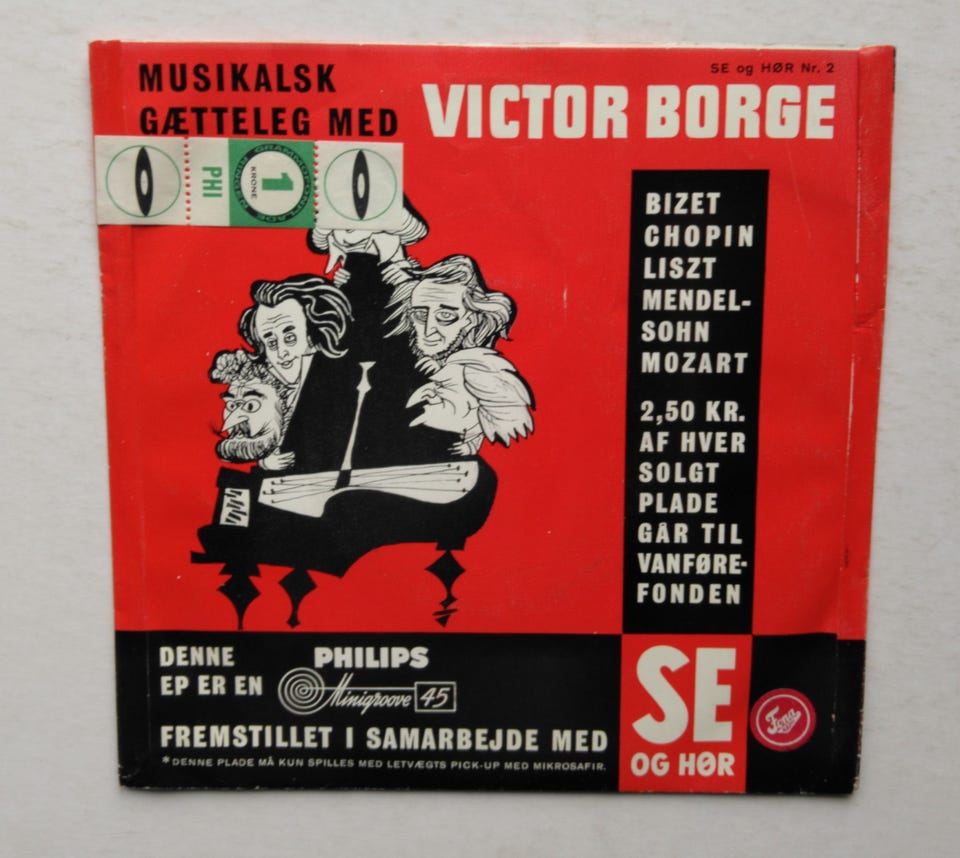 SE og HØR Nr. 2
MUSIKALSK
GÆTTELEG MED
VICTOR BORGE
PHI
GRAMMOFONPLADE
1
KRONE
BIZET
CHOPIN
LISZT
MENDEL-
SOHN
MOZART
2,50 KR.
AF HVER
SOLGT
PLADE
GÅR TIL
VANFØRE-
FONDEN
DENNE
EP ER EN
PHILIPS
Minigroove 45
FREMSTILLET I SAMARBEJDE MED
*DENNE PLADE MÅ KUN SPILLES MED LETVÆGTS PICK-UP MED MIKROSAFIR.
SE
OG HØR
Fona